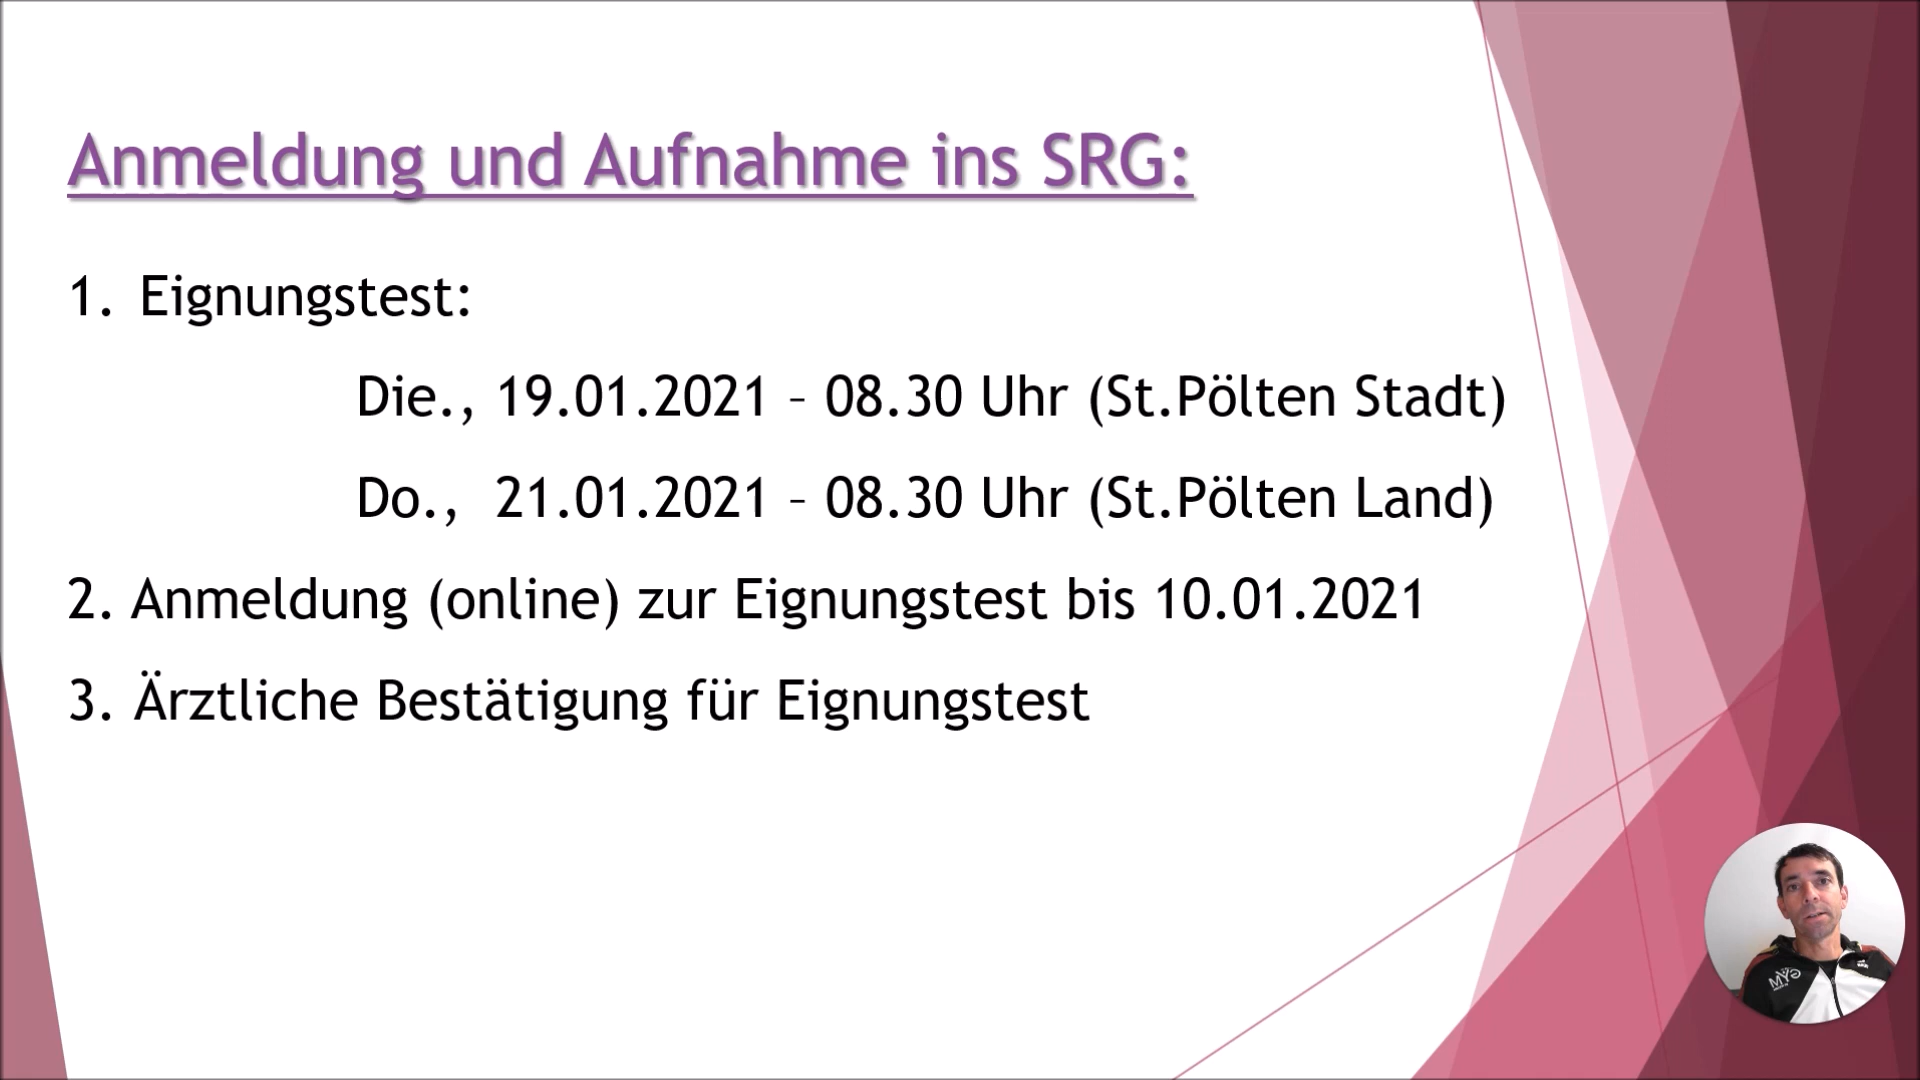 Anmeldung und Aufnahme ins SRG:
1. Eignungstest:
Die., 19.01.2021 – 08.30 Uhr (St.Pölten Stadt)
Do., 21.01.2021 – 08.30 Uhr (St.Pölten Land)
2. Anmeldung (online) zur Eignungstest bis 10.01.2021
3. Ärztliche Bestätigung für Eignungstest